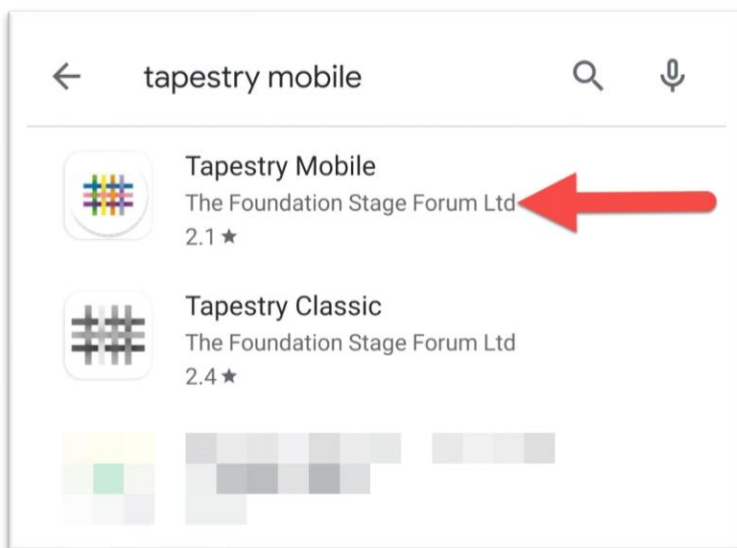 tapestry mobile
Tapestry Mobile
The Foundation Stage Forum Ltd
2.1 ★
Tapestry Classic
The Foundation Stage Forum Ltd
2.4 ★